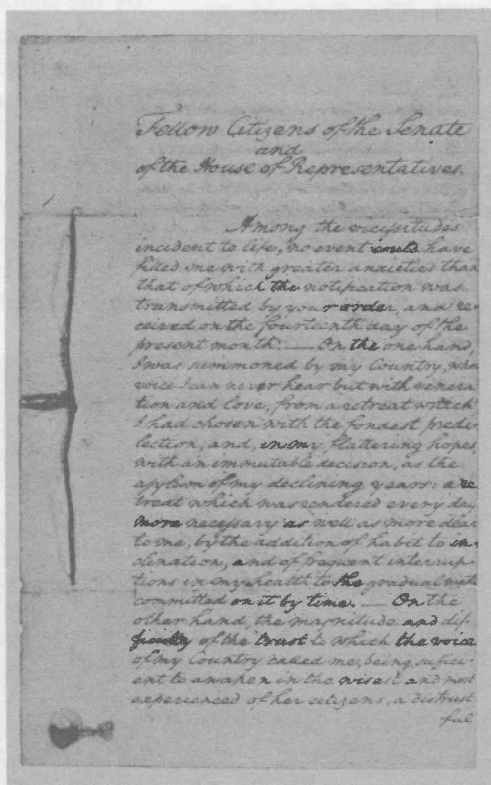 Fellow Citizens of the Senate
and
of the House of Representatives.
Among the vicissitudes
incident to life, no event could have
filled me with greater anxieties than
that of which the notification was
transmitted by your order, and re-
ceived on the fourteenth day of the
present month. — On the one hand,
I was summoned by my Country, whose
voice I can never hear but with venera-
tion and love, from a retreat which
I had chosen with the fondest predi-
lection, and, in my flattering hopes,
with an immutable decision, as the
asylum of my declining years: a re-
treat which was rendered every day
more necessary as well as more dear
to me, by the addition of habit to in-
clination, and of frequent interrup-
tions in my health to the gradual waste
committed on it by time. — On the
other hand, the magnitude and dif-
ficulty of the trust to which the voice
of my Country called me, being suffici-
ent to awaken in the wisest and most
experienced of her citizens, a distrust-
ful